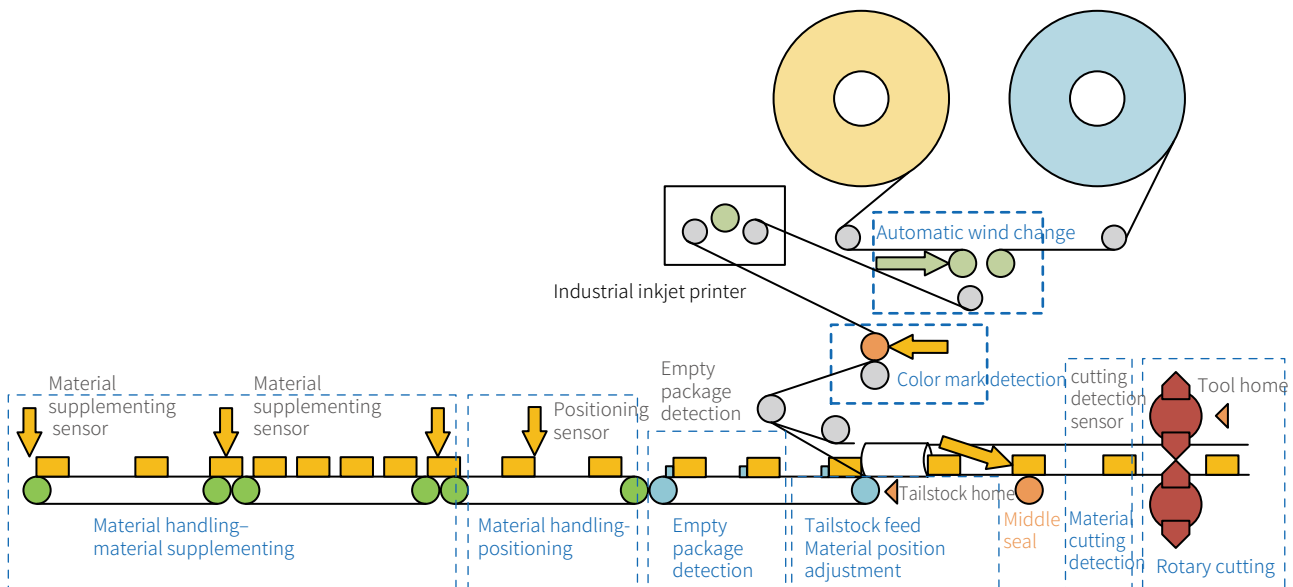 Automatic wind change
Industrial inkjet printer
Color mark detection
Empty
package
detection
Material
supplementing
sensor
Material
supplementing
sensor
Positioning
sensor
cutting
detection
sensor
Tool home
Tailstock home
Material handling–
material supplementing
Material handling-
positioning
Empty
package
detection
Tailstock feed
Material position
adjustment
Middle
seal
Material
cutting
detection
Rotary cutting